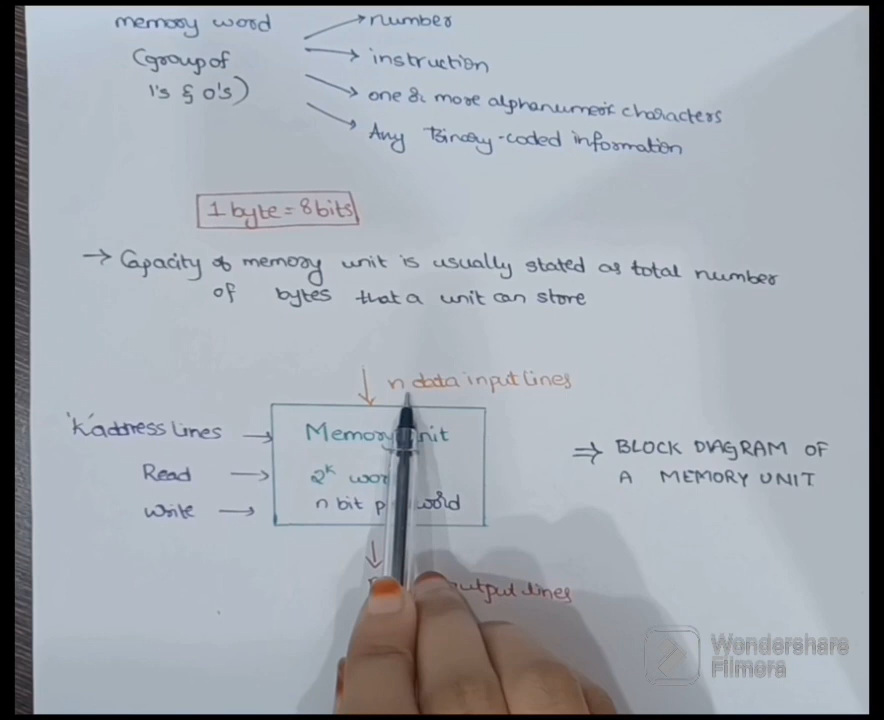 memory word
(group of
1's & 0's)
number
instruction
one & more alphanumeric characters
Any Binary-coded information
1 byte = 8 bits
→ Capacity of memory unit is usually stated as total number
of bytes that a unit can store
n data input lines
'K' address lines
Read
Write
Memory
2^k
n bit
⇒ BLOCK DIAGRAM OF
A MEMORY UNIT
lines
Wondershare
Filmora